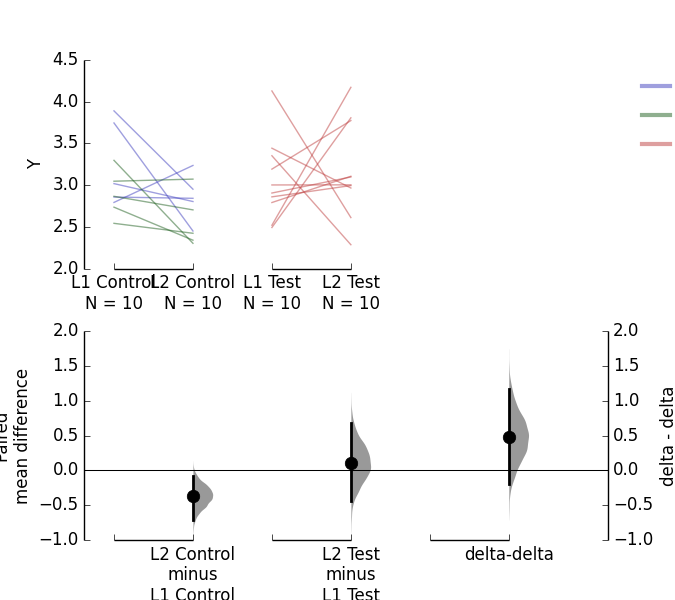 4.5
4.0
3.5
3.0
2.5
2.0
Y
L1 Control
N = 10
L2 Control
N = 10
L1 Test
N = 10
L2 Test
N = 10
2.0
1.5
1.0
0.5
0.0
−0.5
−1.0
Paired
mean difference
2.0
1.5
1.0
0.5
0.0
−0.5
−1.0
delta - delta
L2 Control
minus
L1 Control
L2 Test
minus
L1 Test
delta-delta